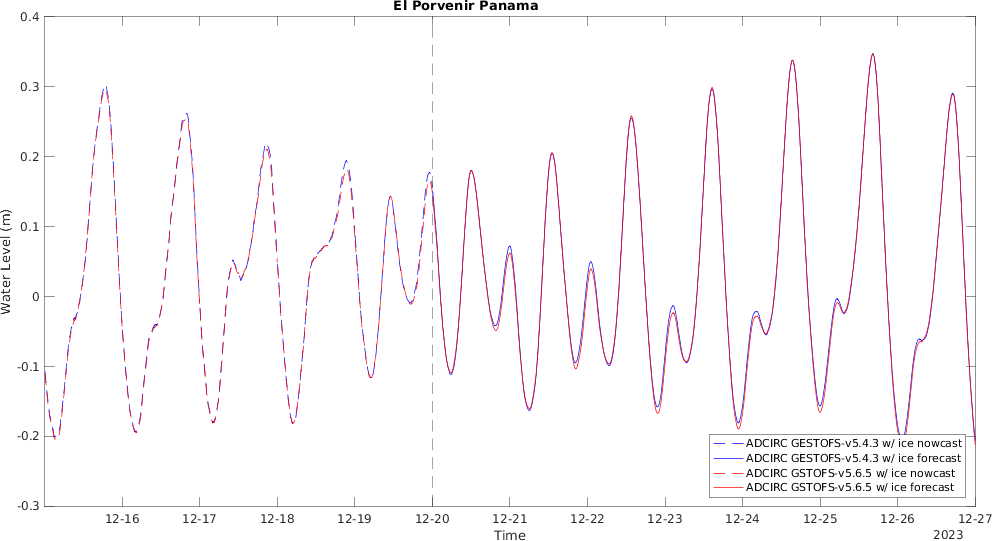 El Porvenir Panama
0.4
0.3
0.2
0.1
0
-0.1
-0.2
-0.3
Water Level (m)
ADCIRC GESTOFS-v5.4.3 w/ ice nowcast
ADCIRC GESTOFS-v5.4.3 w/ ice forecast
ADCIRC GSTOFS-v5.6.5 w/ ice nowcast
ADCIRC GSTOFS-v5.6.5 w/ ice forecast
12-16 12-17 12-18 12-19 12-20 12-21 12-22 12-23 12-24 12-25 12-26 12-27
Time
2023